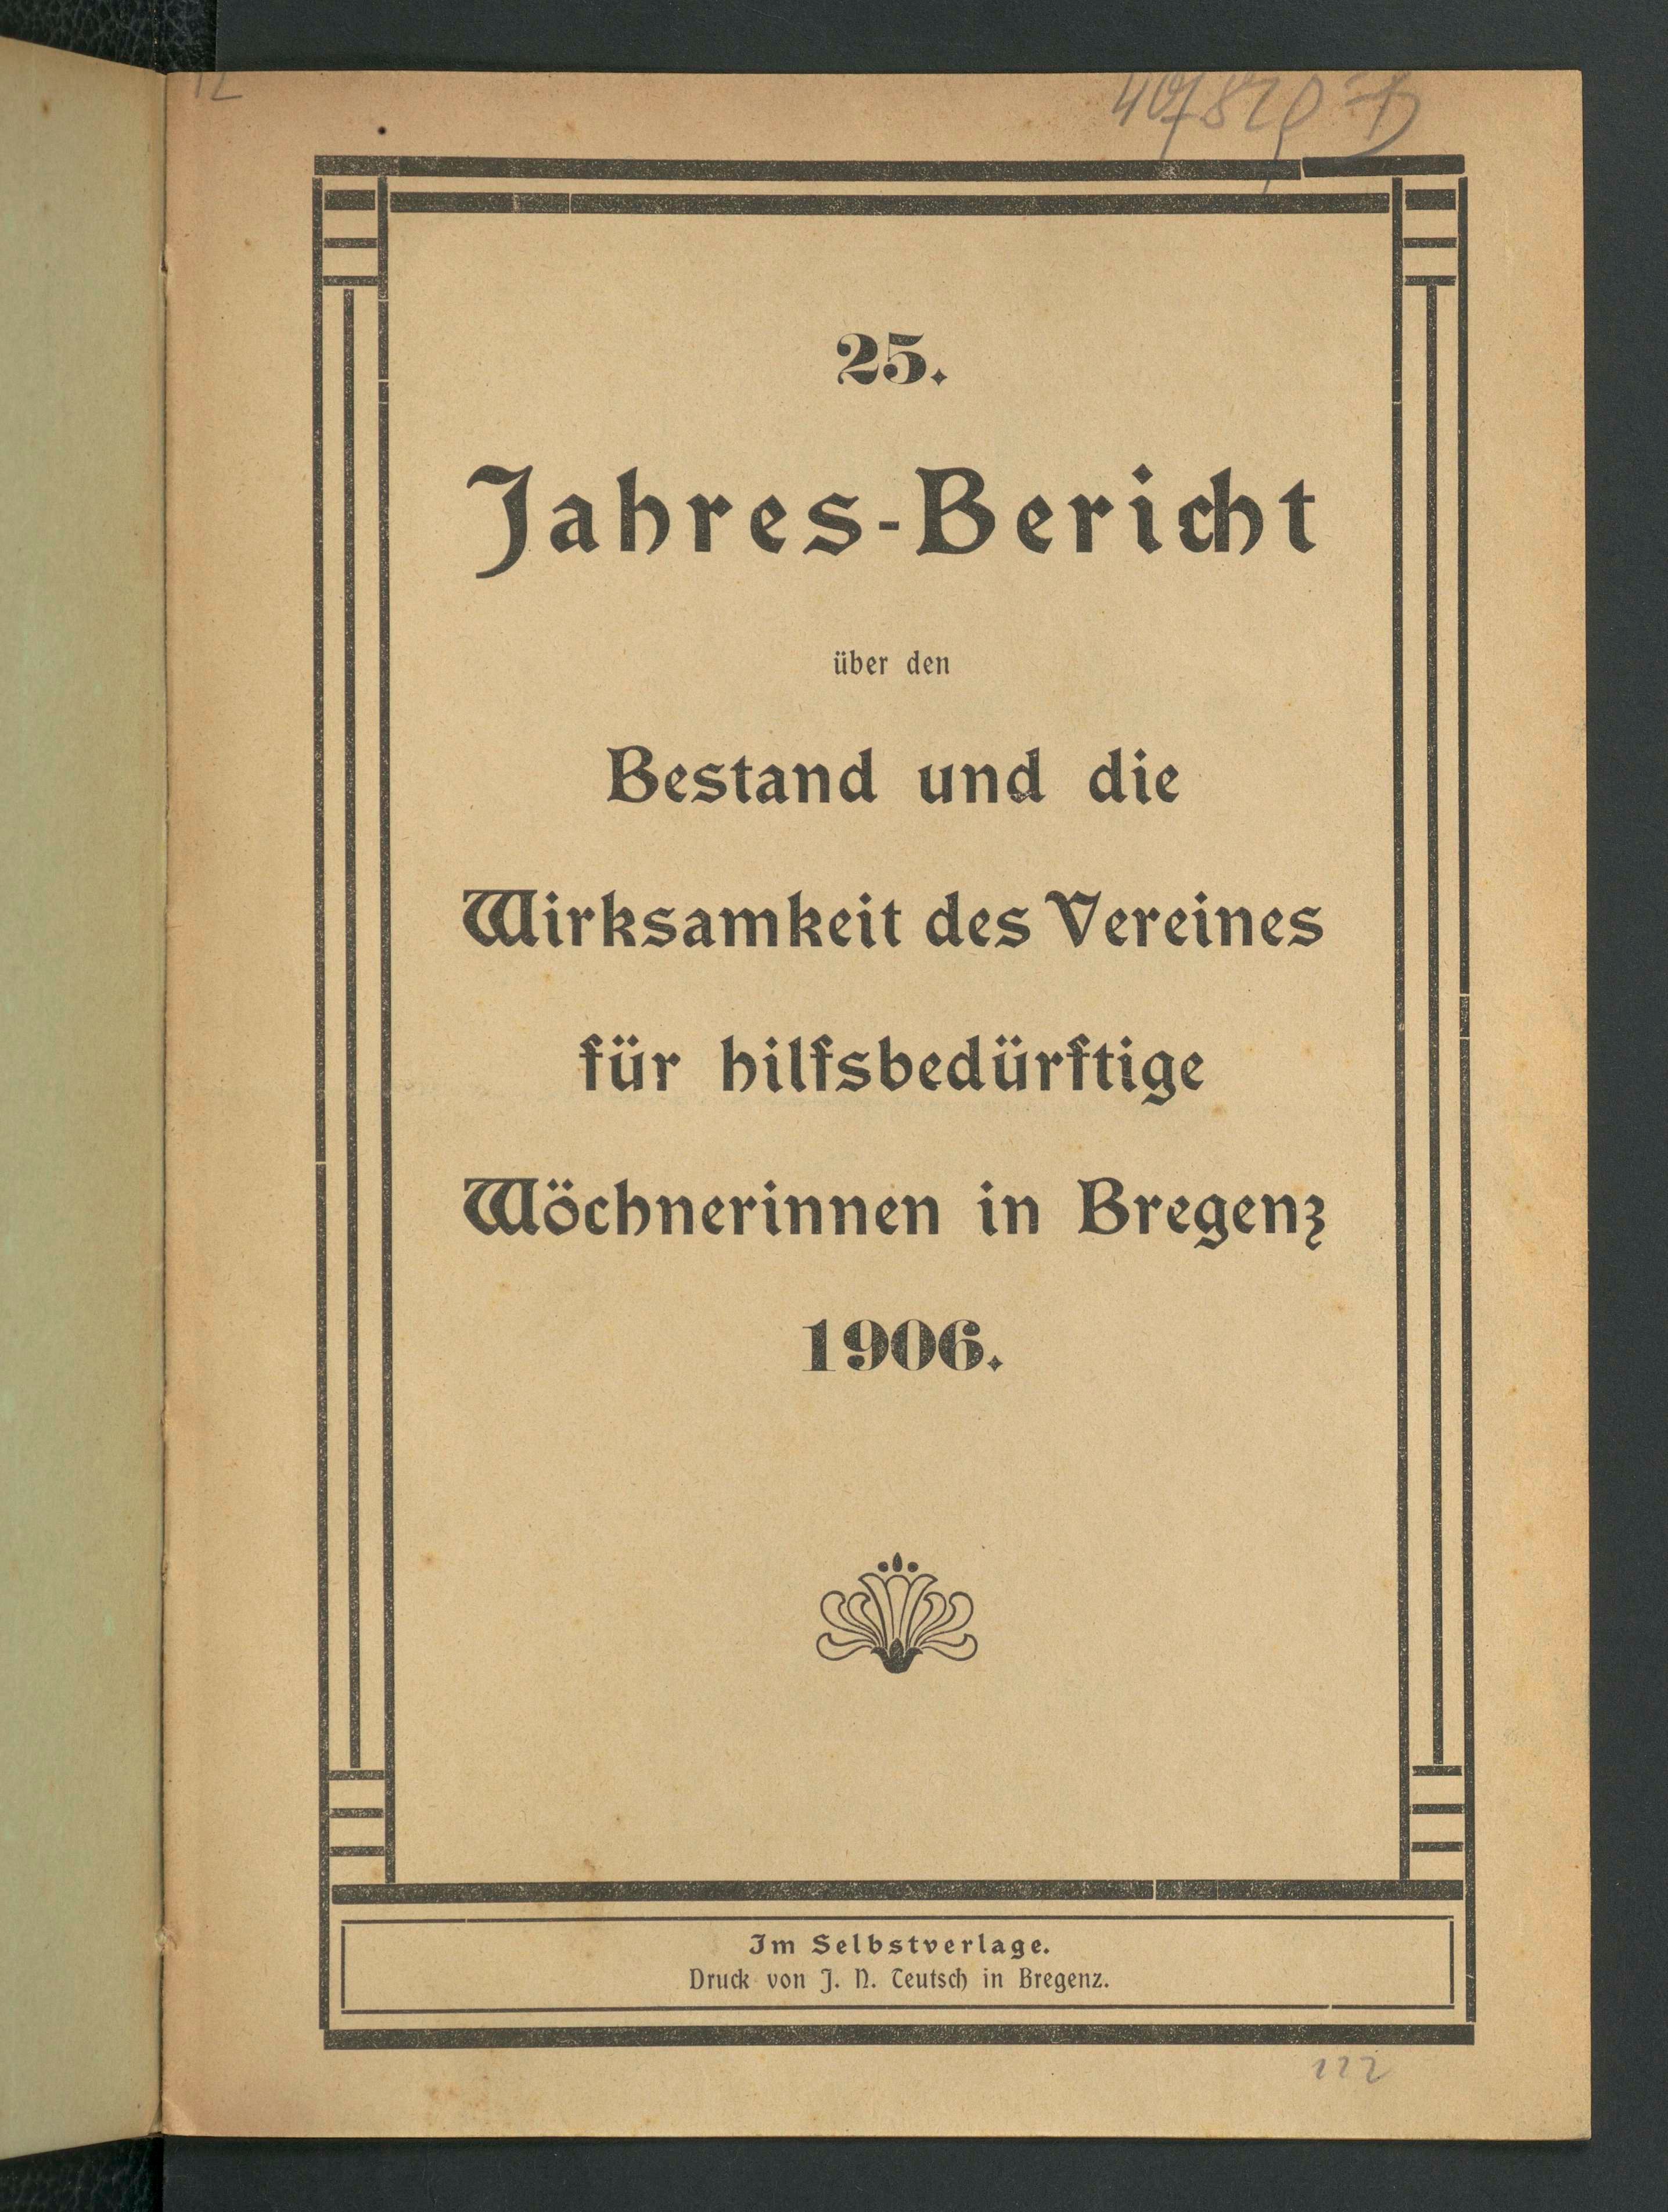 25.
Jahres-Bericht
über den
Bestand und die
Wirksamkeit des Vereines
für hilfsbedürftige
Wöchnerinnen in Bregenz
1906.
Im Selbstverlage.
Druck von J. N. Teutsch in Bregenz.
122